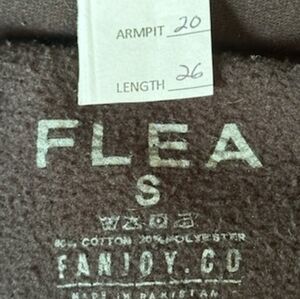 ARMPIT 20
LENGTH 26
FLEA
S
80% COTTON 20% POLYESTER
FANJOY.CO
MADE IN PAKISTAN